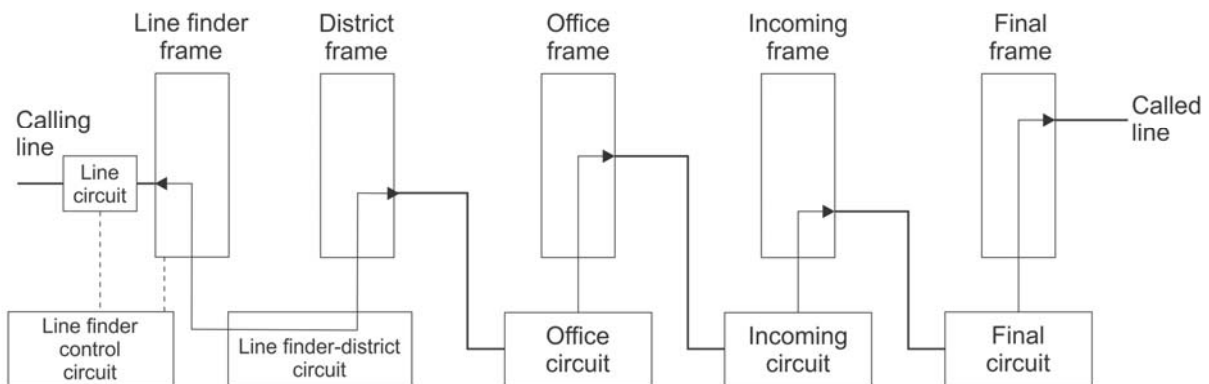 Line finder
frame
District
frame
Office
frame
Incoming
frame
Final
frame
Calling
line
Called
line
Line
circuit
Line finder
control
circuit
Line finder-district
circuit
Office
circuit
Incoming
circuit
Final
circuit